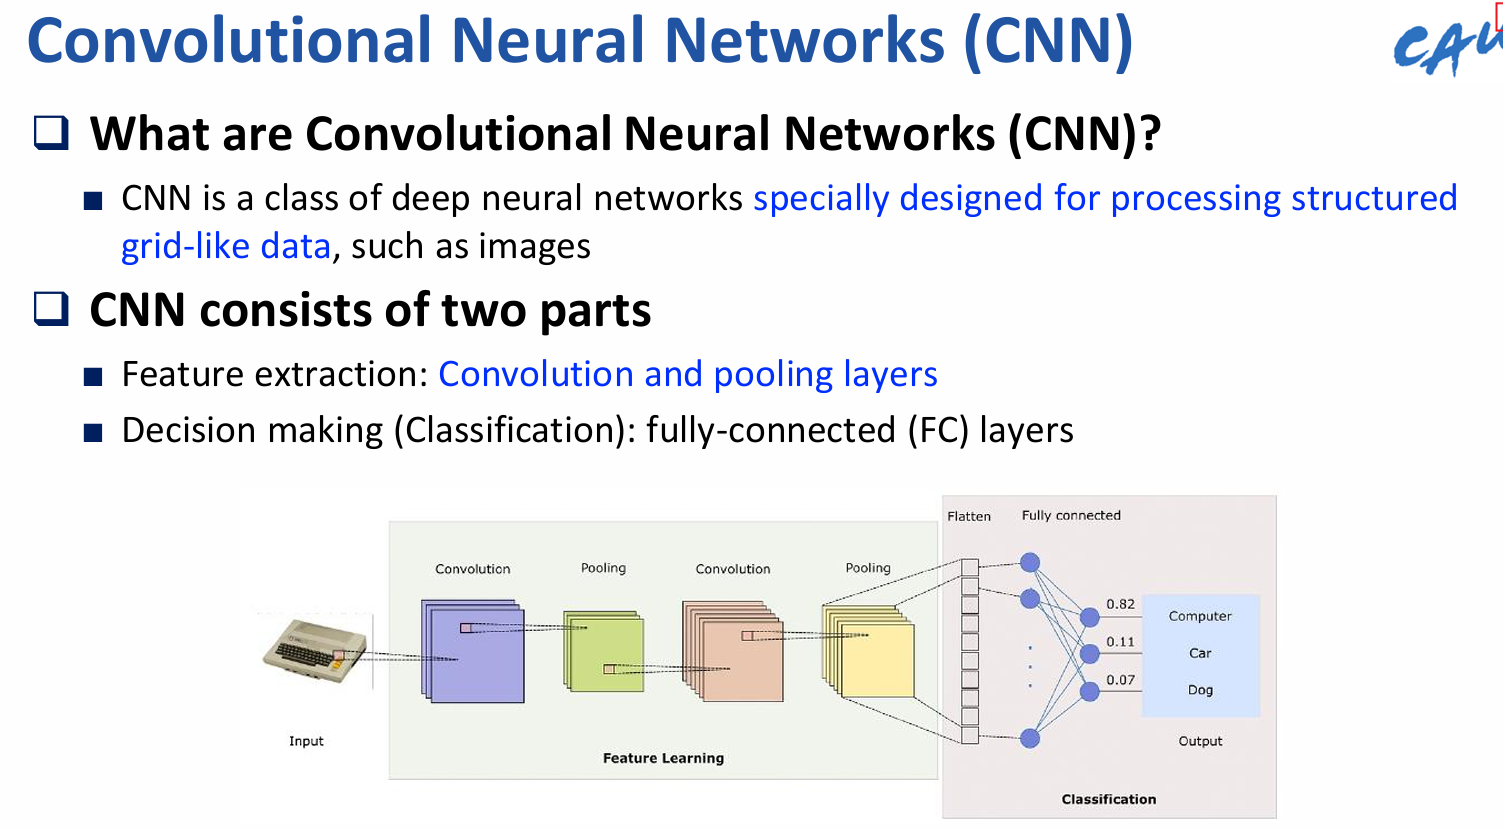 Convolutional Neural Networks (CNN)
CAU
What are Convolutional Neural Networks (CNN)?
CNN is a class of deep neural networks specially designed for processing structured
grid-like data, such as images
CNN consists of two parts
Feature extraction: Convolution and pooling layers
Decision making (Classification): fully-connected (FC) layers
Flatten Fully connected
Convolution Pooling Convolution Pooling
0.82 Computer
0.11 Car
0.07 Dog
Input Output
Feature Learning
Classification